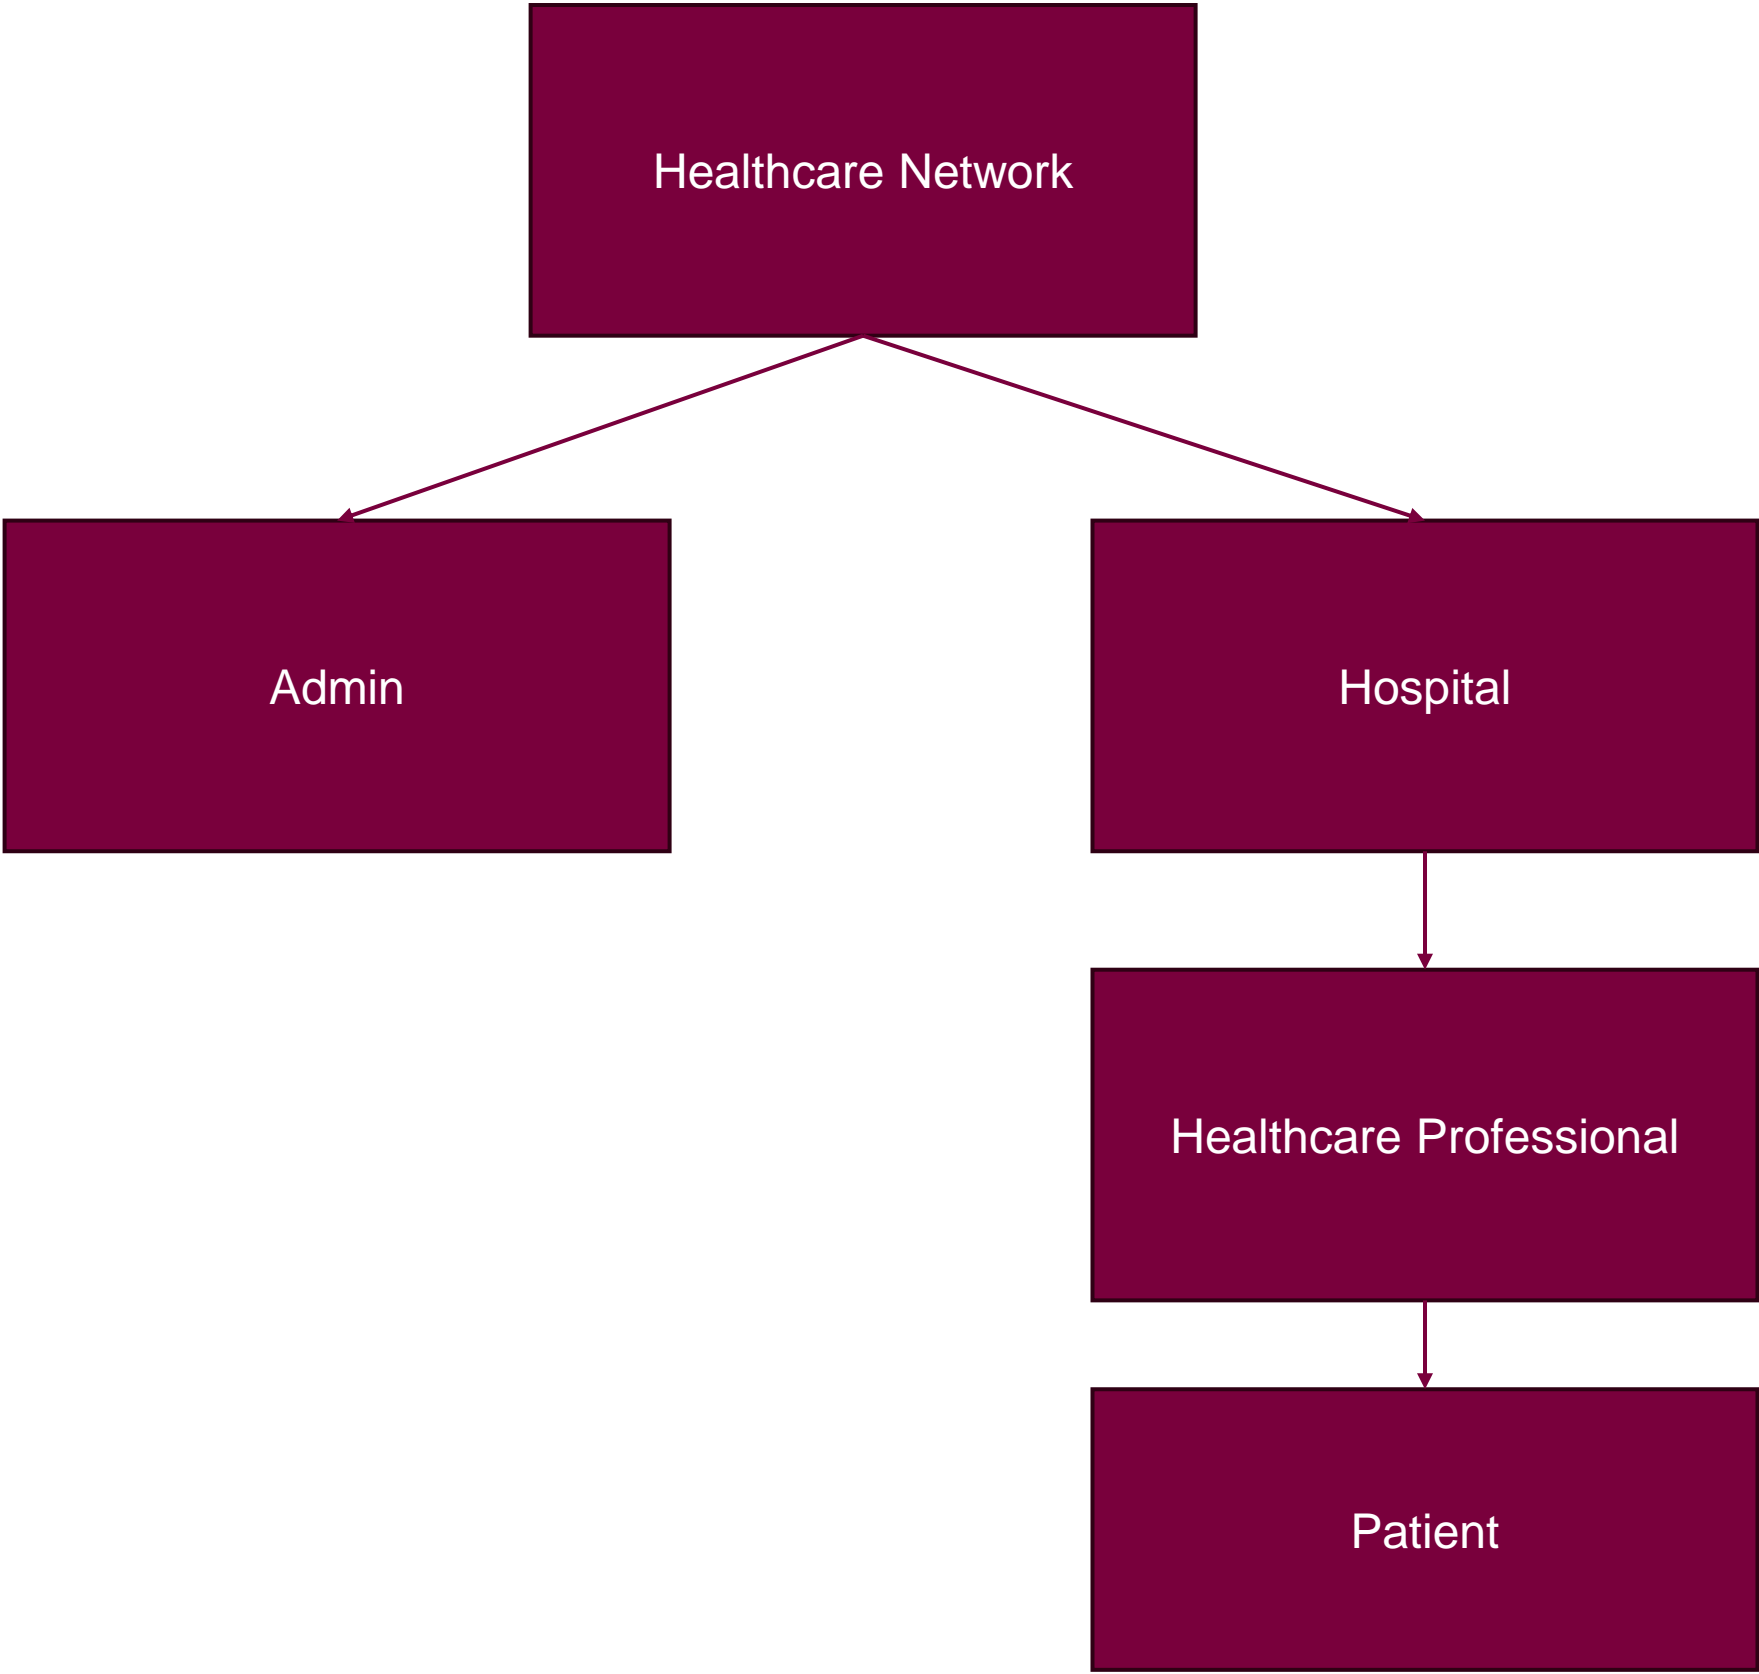 Healthcare Network
Admin
Hospital
Healthcare Professional
Patient